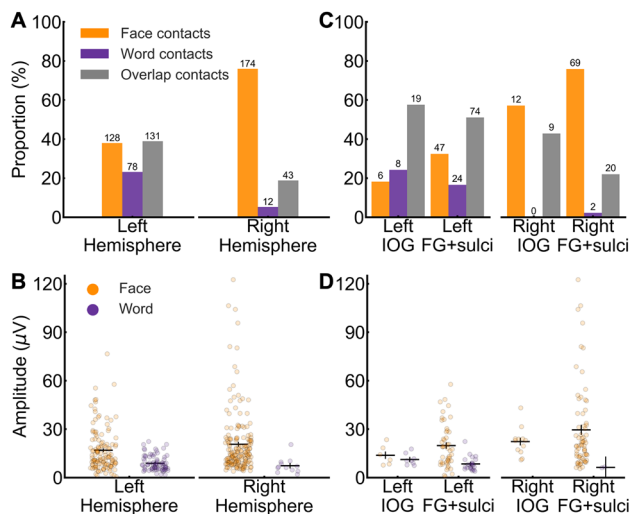 A
100
80
60
40
20
0
Proportion (%)
Face contacts
Word contacts
Overlap contacts
128
78
131
174
12
43
Left
Hemisphere
Right
Hemisphere
C
100
80
60
40
20
0
6
8
19
47
24
74
12
0
9
69
2
20
Left
IOG
Left
FG+sulci
Right
IOG
Right
FG+sulci
B
120
90
60
30
0
Amplitude (μV)
Face
Word
Left
Hemisphere
Right
Hemisphere
D
120
90
60
30
0
Left
IOG
Left
FG+sulci
Right
IOG
Right
FG+sulci